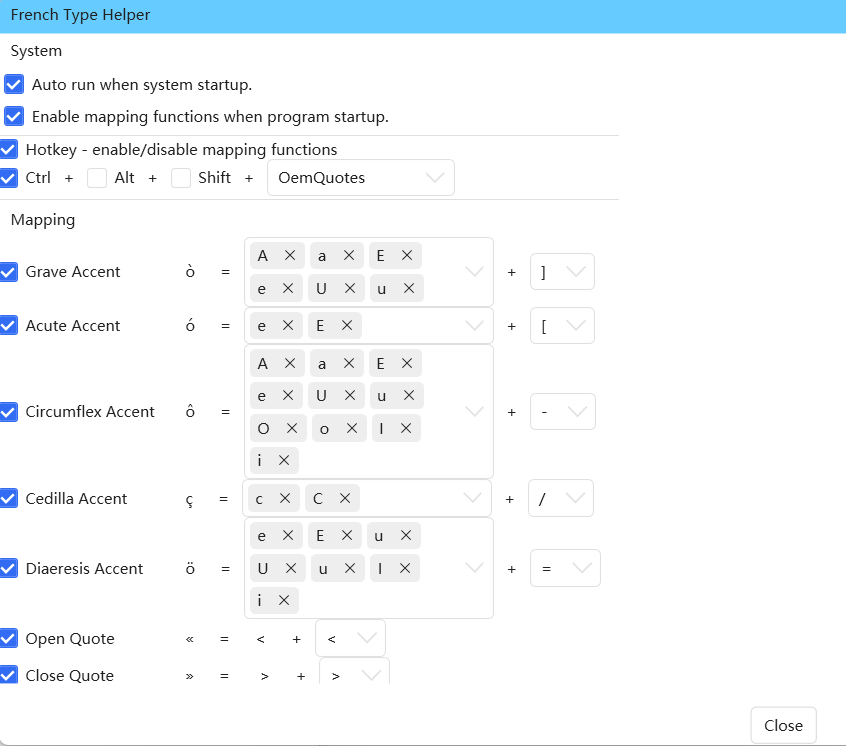 French Type Helper
System
Auto run when system startup.
Enable mapping functions when program startup.
Hotkey - enable/disable mapping functions
Ctrl + Alt + Shift + OemQuotes
Mapping
A × a × E ×
Grave Accent ò = + ]
e × U × u ×
Acute Accent ó = e × E × + [
A × a × E ×
e × U × u ×
Circumflex Accent ô = + -
O × o × I ×
i ×
Cedilla Accent ç = c × C × + /
e × E × u ×
Diaeresis Accent ö = U × u × I × + =
i ×
Open Quote « = < + <
Close Quote » = > + >
Close